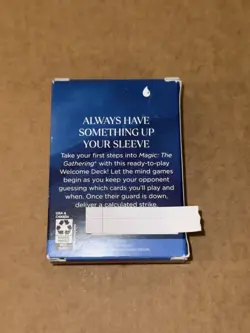 ALWAYS HAVE
SOMETHING UP
YOUR SLEEVE
Take your first steps into Magic: The
Gathering® with this ready-to-play
Welcome Deck! Let the mind games
begin as you keep your opponent
guessing which cards you'll play and
when. Once their guard is down,
deliver a calculated strike.
USA &
CANADA